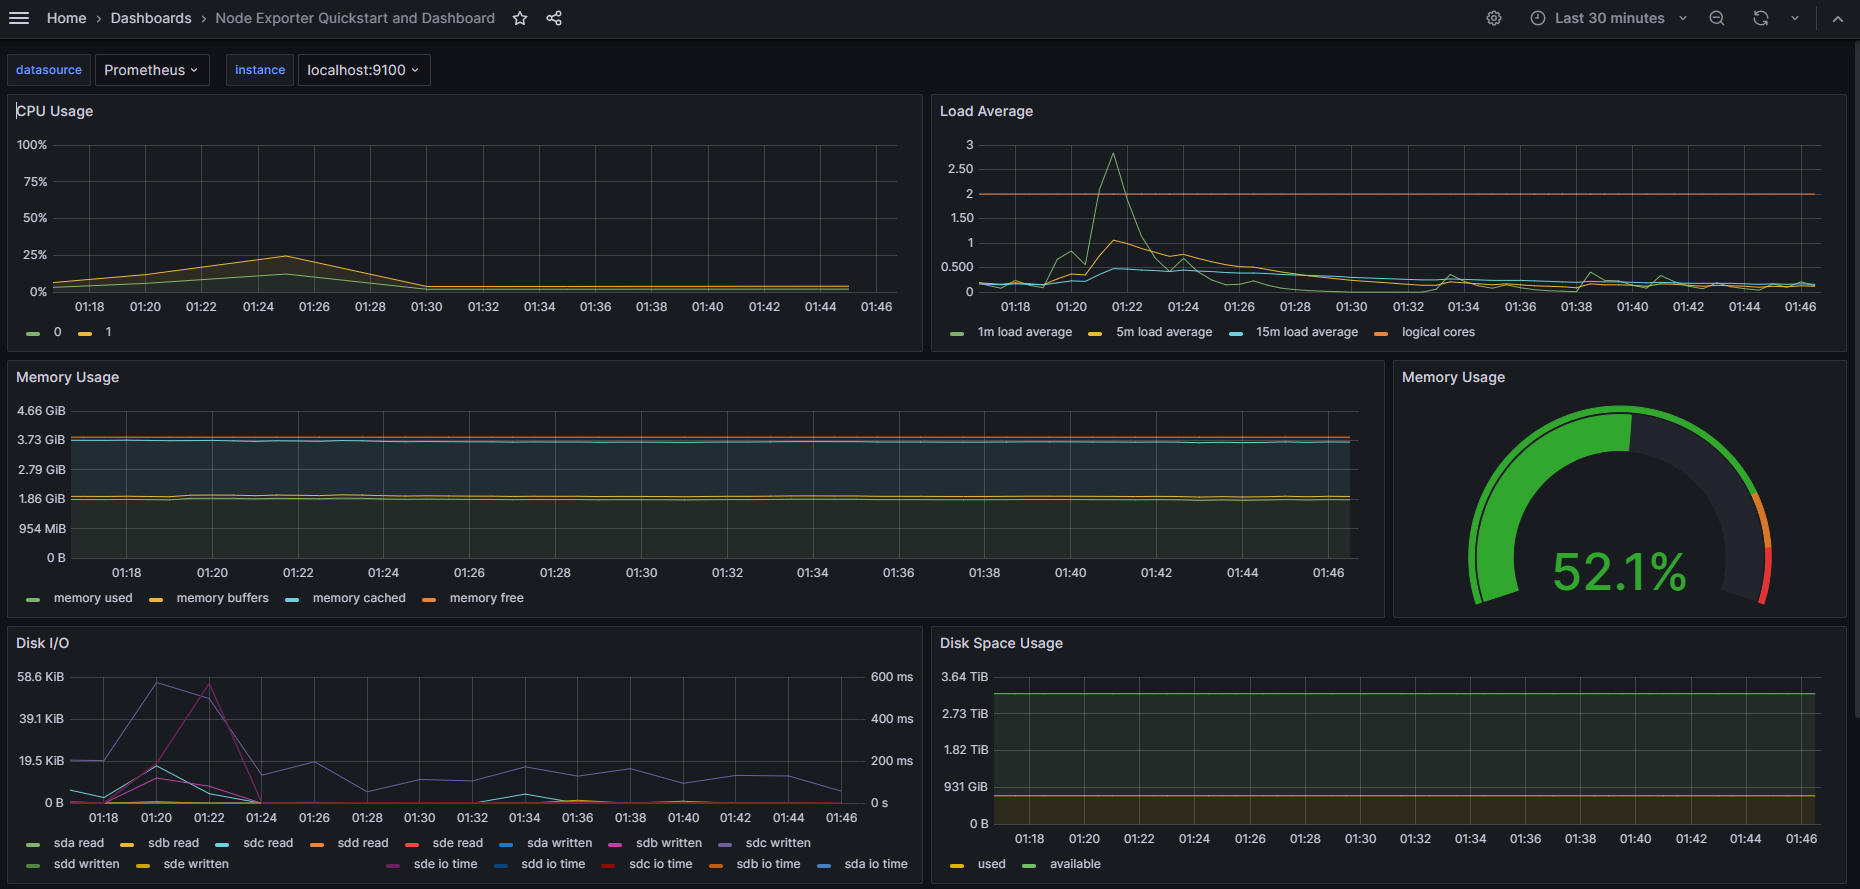 Home › Dashboards › Node Exporter Quickstart and Dashboard
Last 30 minutes
datasource Prometheus instance localhost:9100
CPU Usage
100%
75%
50%
25%
0%
01:18 01:20 01:22 01:24 01:26 01:28 01:30 01:32 01:34 01:36 01:38 01:40 01:42 01:44 01:46
0 1
Load Average
3
2.50
2
1.50
1
0.500
0
01:18 01:20 01:22 01:24 01:26 01:28 01:30 01:32 01:34 01:36 01:38 01:40 01:42 01:44 01:46
1m load average 5m load average 15m load average logical cores
Memory Usage
4.66 GiB
3.73 GiB
2.79 GiB
1.86 GiB
954 MiB
0 B
01:18 01:20 01:22 01:24 01:26 01:28 01:30 01:32 01:34 01:36 01:38 01:40 01:42 01:44 01:46
memory used memory buffers memory cached memory free
Memory Usage
52.1%
Disk I/O
58.6 KiB 600 ms
39.1 KiB 400 ms
19.5 KiB 200 ms
0 B 0 s
01:18 01:20 01:22 01:24 01:26 01:28 01:30 01:32 01:34 01:36 01:38 01:40 01:42 01:44 01:46
sda read sdb read sdc read sdd read sde read sda written sdb written sdc written
sdd written sde written sde io time sdd io time sdc io time sdb io time sda io time
Disk Space Usage
3.64 TiB
2.73 TiB
1.82 TiB
931 GiB
0 B
01:18 01:20 01:22 01:24 01:26 01:28 01:30 01:32 01:34 01:36 01:38 01:40 01:42 01:44 01:46
used available